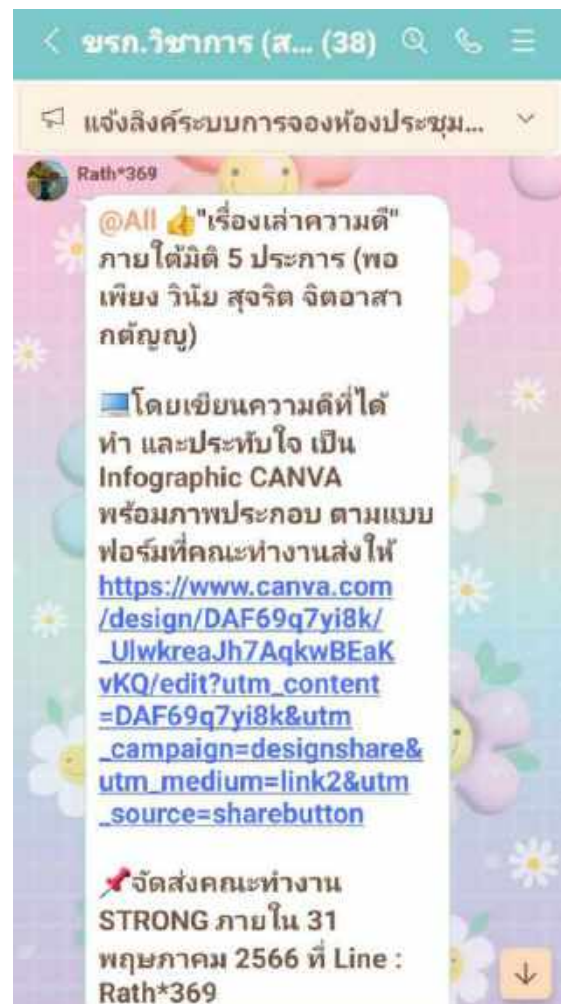 ขรก.วิชาการ (ส... (38)
แจ้งลิงค์ระบบการจองห้องประชุม...
Rath*369
@All 👍"เรื่องเล่าความดี"
ภายใต้มิติ 5 ประการ (พอ
เพียง วินัย สุจริต จิตอาสา
กตัญญู)
💻โดยเขียนความดีที่ได้
ทำ และประทับใจ เป็น
Infographic CANVA
พร้อมภาพประกอบ ตามแบบ
ฟอร์มที่คณะทำงานส่งให้
https://www.canva.com
/design/DAF69q7yi8k/
_UlwkreaJh7AqkwBEaK
vKQ/edit?utm_content
=DAF69q7yi8k&utm
_campaign=designshare&
utm_medium=link2&utm
_source=sharebutton
📌จัดส่งคณะทำงาน
STRONG ภายใน 31
พฤษภาคม 2566 ที่ Line :
Rath*369